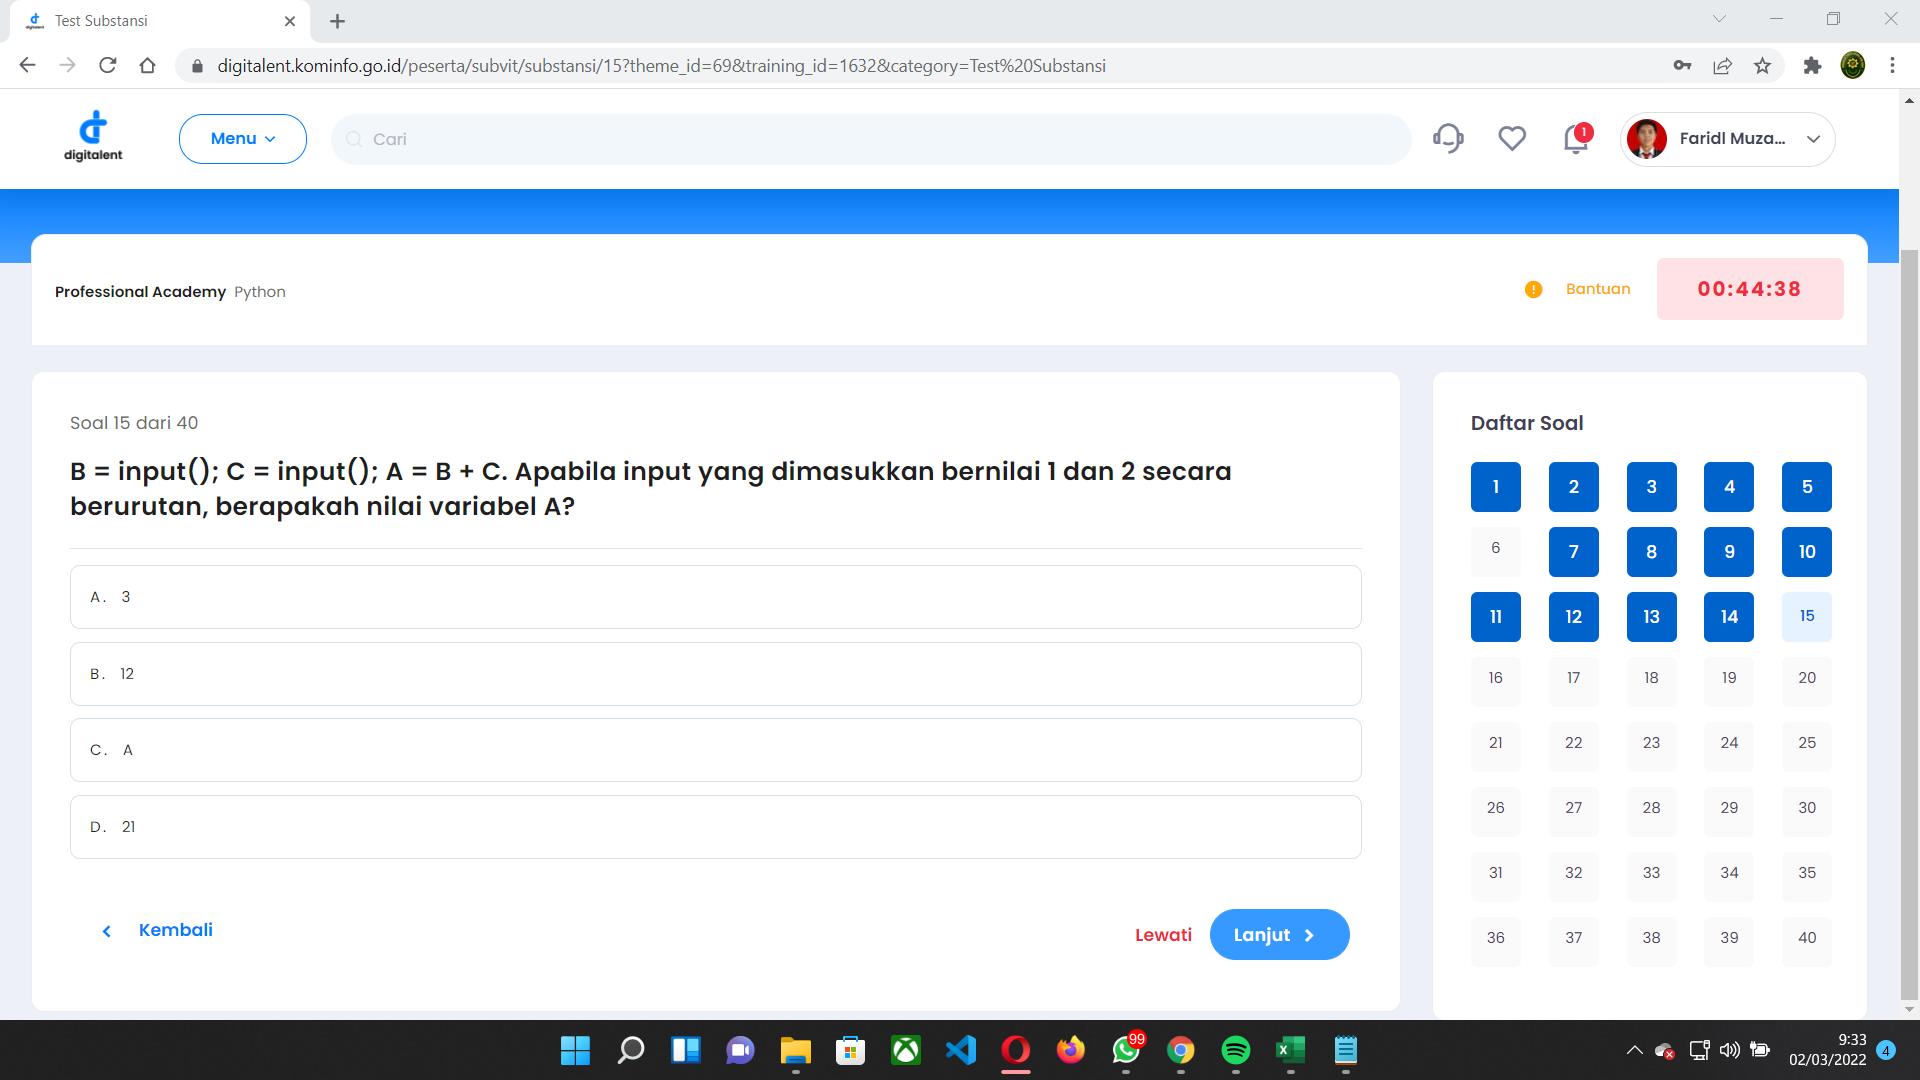 Test Substansi
digitalent.kominfo.go.id/peserta/subvit/substansi/15?theme_id=69&training_id=1632&category=Test%20Substansi
digitalent
Menu
Cari
1
Faridl Muza...
Professional Academy Python
Bantuan
00:44:38
Soal 15 dari 40
B = input(); C = input(); A = B + C. Apabila input yang dimasukkan bernilai 1 dan 2 secara
berurutan, berapakah nilai variabel A?
A. 3
B. 12
C. A
D. 21
Kembali
Lewati
Lanjut
Daftar Soal
1 2 3 4 5
6 7 8 9 10
11 12 13 14 15
16 17 18 19 20
21 22 23 24 25
26 27 28 29 30
31 32 33 34 35
36 37 38 39 40
99
9:33
02/03/2022
4